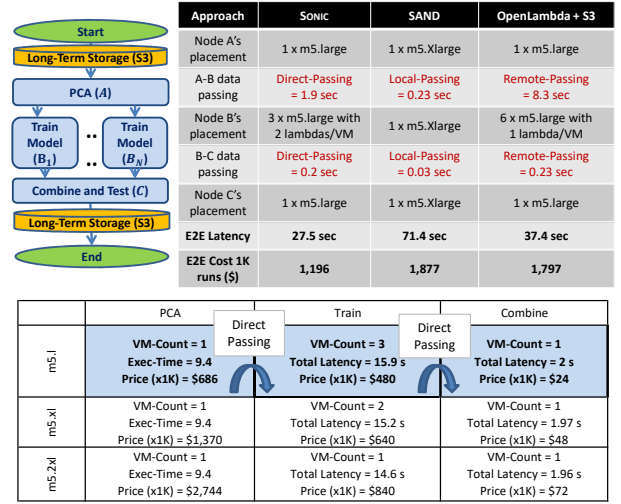 Start
Long-Term Storage (S3)
PCA (A)
Train
Model
(B1)
..
..
Train
Model
(BN)
Combine and Test (C)
Long-Term Storage (S3)
End
Approach SONIC SAND OpenLambda + S3
Node A's placement 1 x m5.large 1 x m5.Xlarge 1 x m5.large
A-B data passing Direct-Passing = 1.9 sec Local-Passing = 0.23 sec Remote-Passing = 8.3 sec
Node B's placement 3 x m5.large with 2 lambdas/VM 1 x m5.Xlarge 6 x m5.large with 1 lambda/VM
B-C data passing Direct-Passing = 0.2 sec Local-Passing = 0.03 sec Remote-Passing = 0.23 sec
Node C's placement 1 x m5.large 1 x m5.Xlarge 1 x m5.large
E2E Latency 27.5 sec 71.4 sec 37.4 sec
E2E Cost 1K runs ($) 1,196 1,877 1,797
PCA Train Combine
Direct Passing
Direct Passing
m5.l
VM-Count = 1 VM-Count = 3 VM-Count = 1
Exec-Time = 9.4 Total Latency = 15.9 s Total Latency = 2 s
Price (x1K) = $686 Price (x1K) = $480 Price (x1K) = $24
m5.xl
VM-Count = 1 VM-Count = 2 VM-Count = 1
Exec-Time = 9.4 Total Latency = 15.2 s Total Latency = 1.97 s
Price (x1K) = $1,370 Price (x1K) = $640 Price (x1K) = $48
m5.2xl
VM-Count = 1 VM-Count = 1 VM-Count = 1
Exec-Time = 9.4 Total Latency = 14.6 s Total Latency = 1.96 s
Price (x1K) = $2,744 Price (x1K) = $840 Price (x1K) = $72